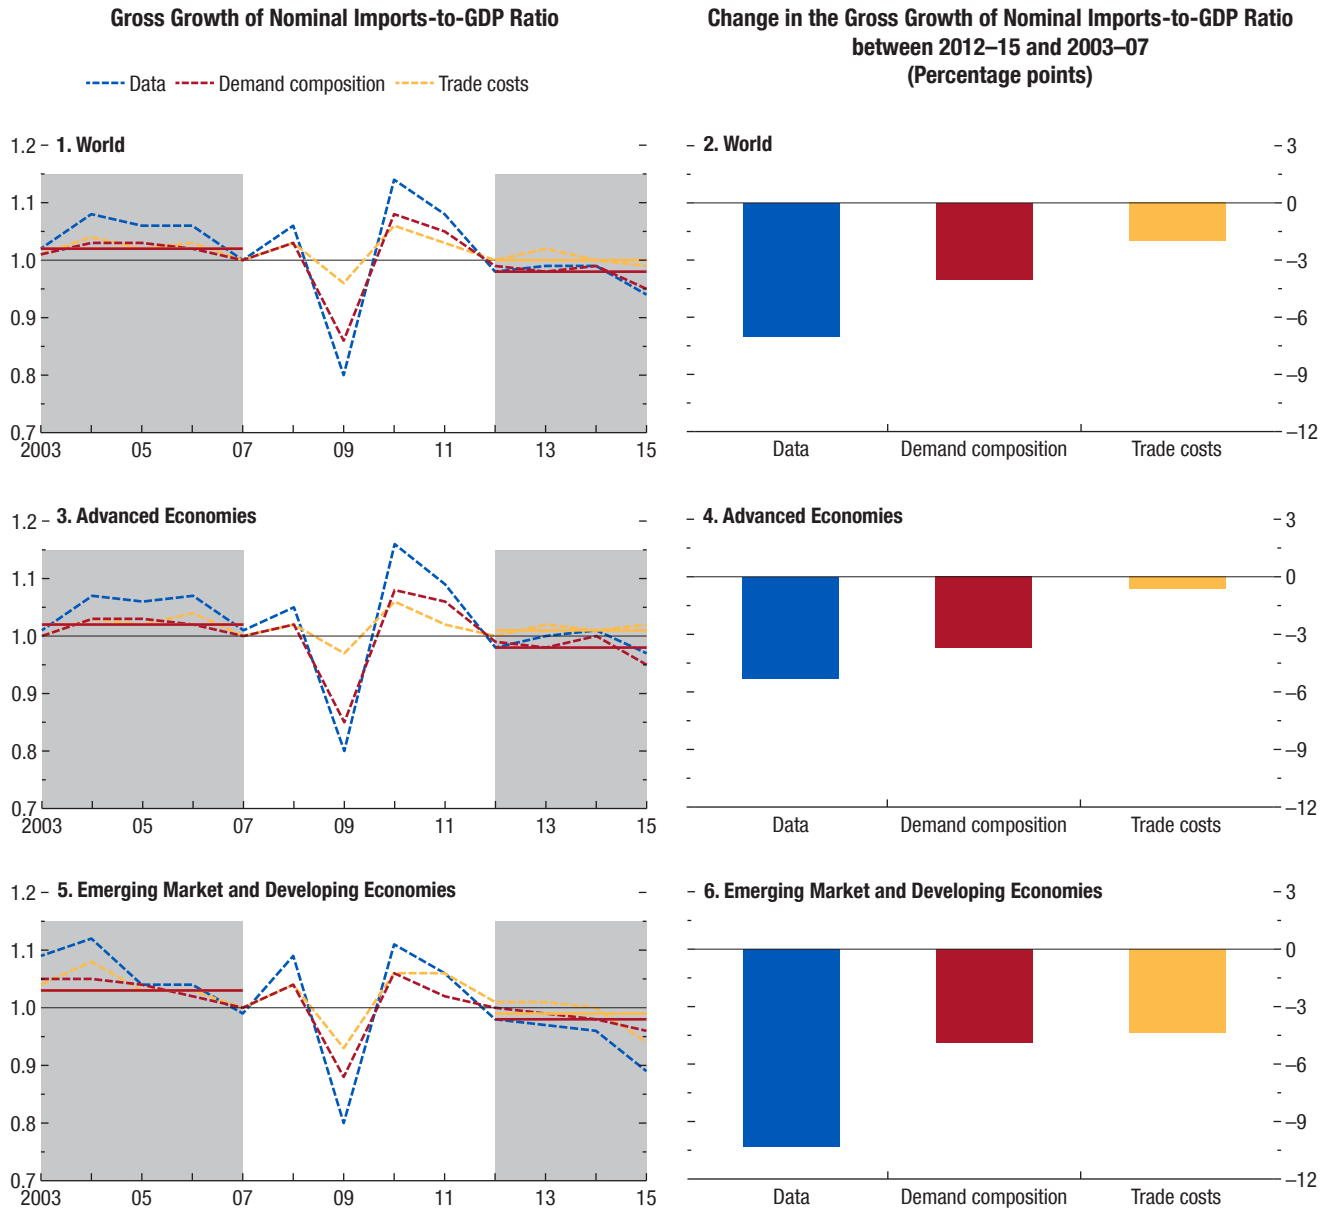 Gross Growth of Nominal Imports-to-GDP Ratio
Change in the Gross Growth of Nominal Imports-to-GDP Ratio
between 2012–15 and 2003–07
(Percentage points)
Data Demand composition Trade costs
1. World
1.2
1.1
1.0
0.9
0.8
0.7
2003 05 07 09 11 13 15
2. World
3
0
–3
–6
–9
–12
Data Demand composition Trade costs
3. Advanced Economies
1.2
1.1
1.0
0.9
0.8
0.7
2003 05 07 09 11 13 15
4. Advanced Economies
3
0
–3
–6
–9
–12
Data Demand composition Trade costs
5. Emerging Market and Developing Economies
1.2
1.1
1.0
0.9
0.8
0.7
2003 05 07 09 11 13 15
6. Emerging Market and Developing Economies
3
0
–3
–6
–9
–12
Data Demand composition Trade costs